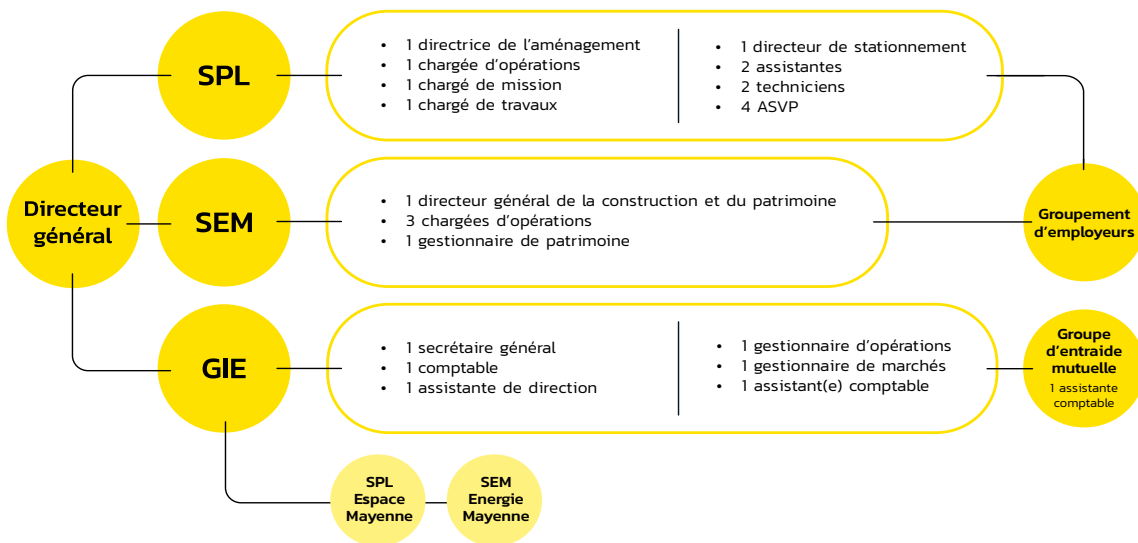 SPL
• 1 directrice de l'aménagement
• 1 chargée d'opérations
• 1 chargé de mission
• 1 chargé de travaux
• 1 directeur de stationnement
• 2 assistantes
• 2 techniciens
• 4 ASVP
Directeur
général
SEM
• 1 directeur général de la construction et du patrimoine
• 3 chargées d'opérations
• 1 gestionnaire de patrimoine
Groupement
d'employeurs
GIE
• 1 secrétaire général
• 1 comptable
• 1 assistante de direction
• 1 gestionnaire d'opérations
• 1 gestionnaire de marchés
• 1 assistant(e) comptable
Groupe
d'entraide
mutuelle
1 assistante
comptable
SPL
Espace
Mayenne
SEM
Energie
Mayenne